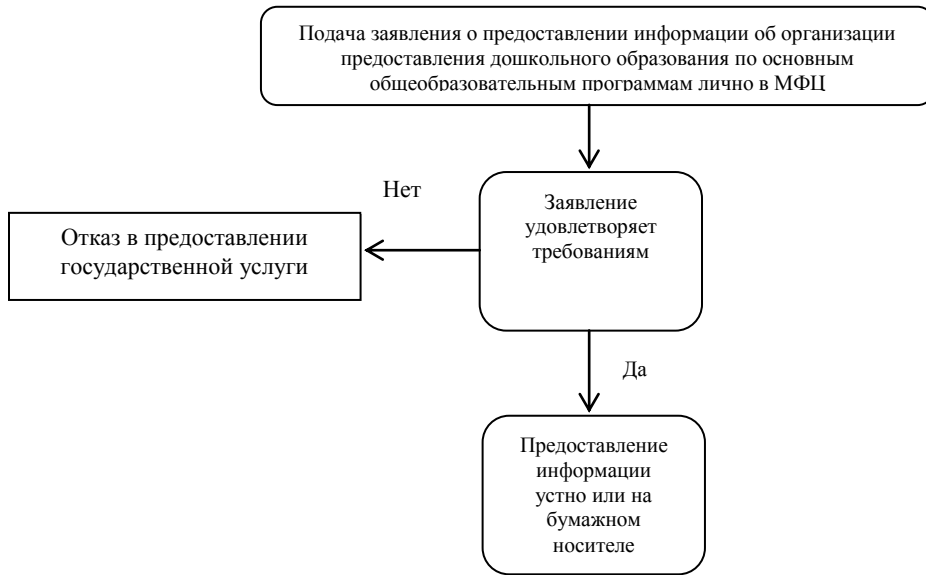 Подача заявления о предоставлении информации об организации
предоставления дошкольного образования по основным
общеобразовательным программам лично в МФЦ
Нет
Заявление
удовлетворяет
требованиям
Отказ в предоставлении
государственной услуги
Да
Предоставление
информации
устно или на
бумажном
носителе